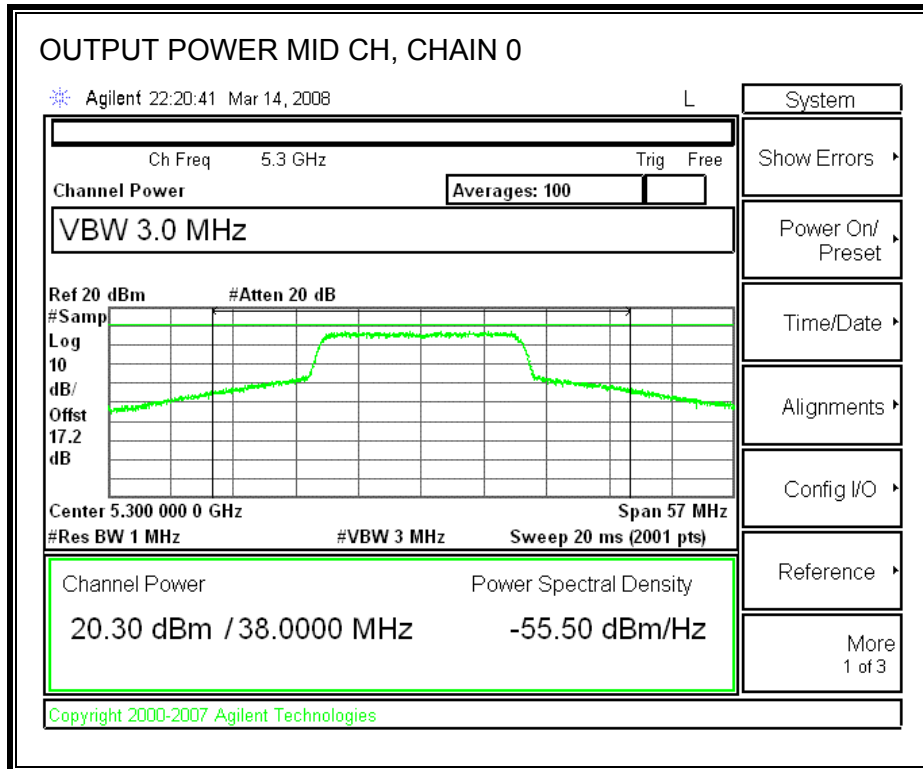 OUTPUT POWER MID CH, CHAIN 0
Agilent 22:20:41 Mar 14, 2008 L
System
Ch Freq 5.3 GHz Trig Free
Channel Power Averages: 100
VBW 3.0 MHz
Ref 20 dBm #Atten 20 dB
#Samp
Log
10
dB/
Offst
17.2
dB
Center 5.300 000 0 GHz Span 57 MHz
#Res BW 1 MHz #VBW 3 MHz Sweep 20 ms (2001 pts)
Channel Power Power Spectral Density
20.30 dBm / 38.0000 MHz -55.50 dBm/Hz
Copyright 2000-2007 Agilent Technologies
Show Errors
Power On/
Preset
Time/Date
Alignments
Config I/O
Reference
More
1 of 3